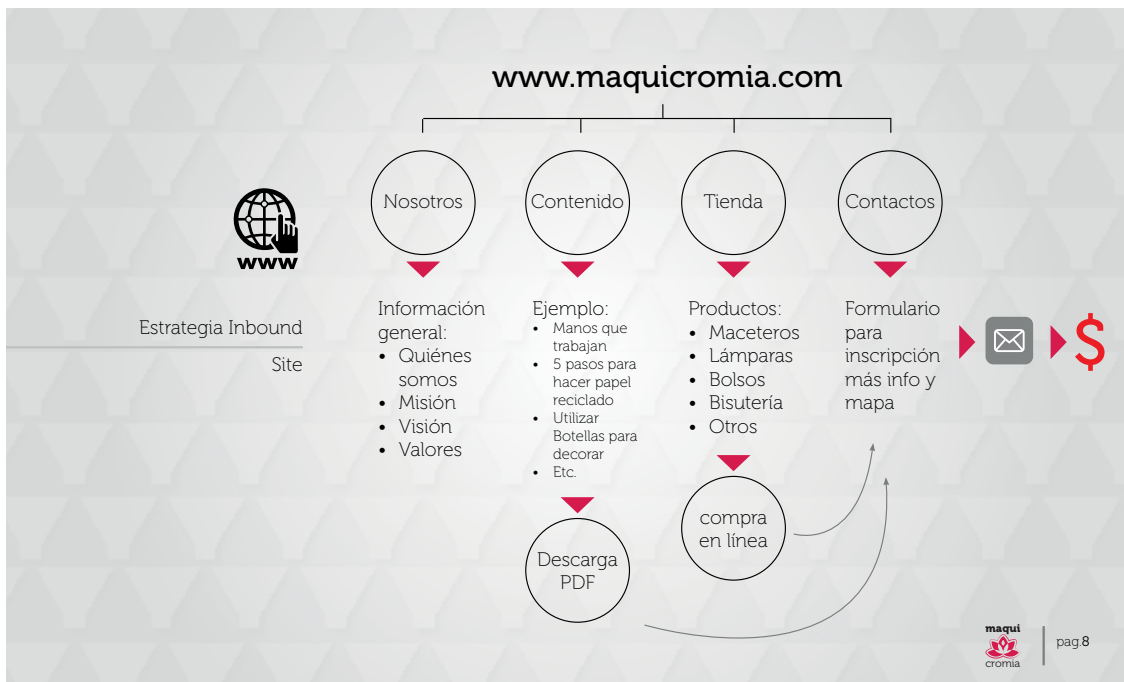 www.maquicromia.com
Nosotros
Contenido
Tienda
Contactos
www
Estrategia Inbound
Site
Información
general:
• Quiénes
somos
• Misión
• Visión
• Valores
Ejemplo:
• Manos que
trabajan
• 5 pasos para
hacer papel
reciclado
• Utilizar
Botellas para
decorar
• Etc.
Descarga
PDF
Productos:
• Maceteros
• Lámparas
• Bolsos
• Bisutería
• Otros
compra
en línea
Formulario
para
inscripción
más info y
mapa
$
maqui
cromia
pag.8